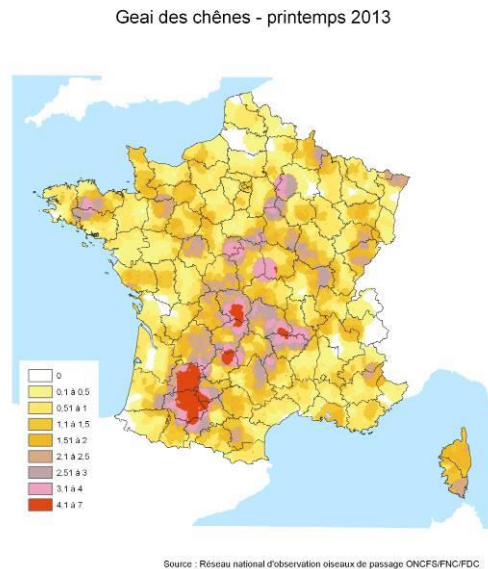 Geai des chênes - printemps 2013
0
0,1 à 0,5
0,51 à 1
1,1 à 1,5
1,51 à 2
2,1 à 2,5
2,51 à 3
3,1 à 4
4,1 à 7
Source : Réseau national d'observation oiseaux de passage ONCFS/FNC/FDC